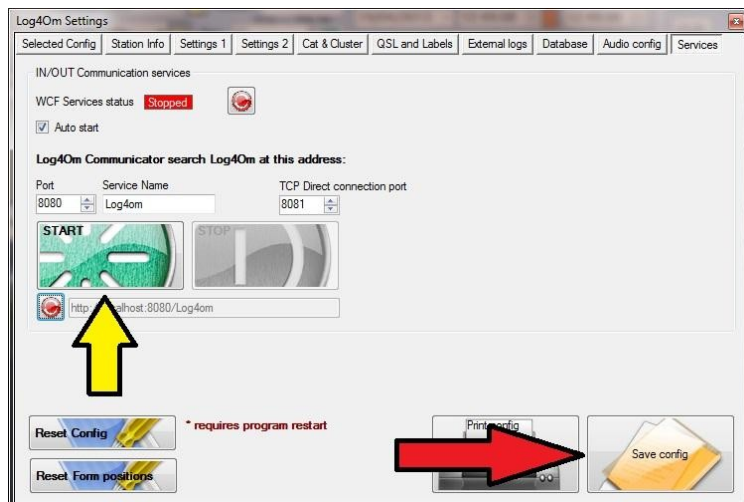 Log4Om Settings
Selected Config Station Info Settings 1 Settings 2 Cat & Cluster QSL and Labels External logs Database Audio config Services
IN/OUT Communication services
WCF Services status Stopped
Auto start
Log4Om Communicator search Log4Om at this address:
Port Service Name TCP Direct connection port
8080 Log4om 8081
START STOP
alhost:8080/Log4om
Reset Config * requires program restart Print config
Save config
Reset Form positions